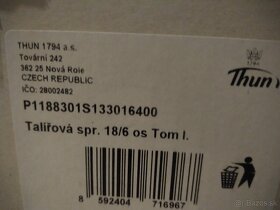 THUN 1794 a.s.
Tovární 242
362 25 Nová Role
CZECH REPUBLIC
IČO: 28002482
1794
Thun
P1188301S133016400
Talířová spr. 18/6 os Tom I.
8 592404 716967
bazos.sk